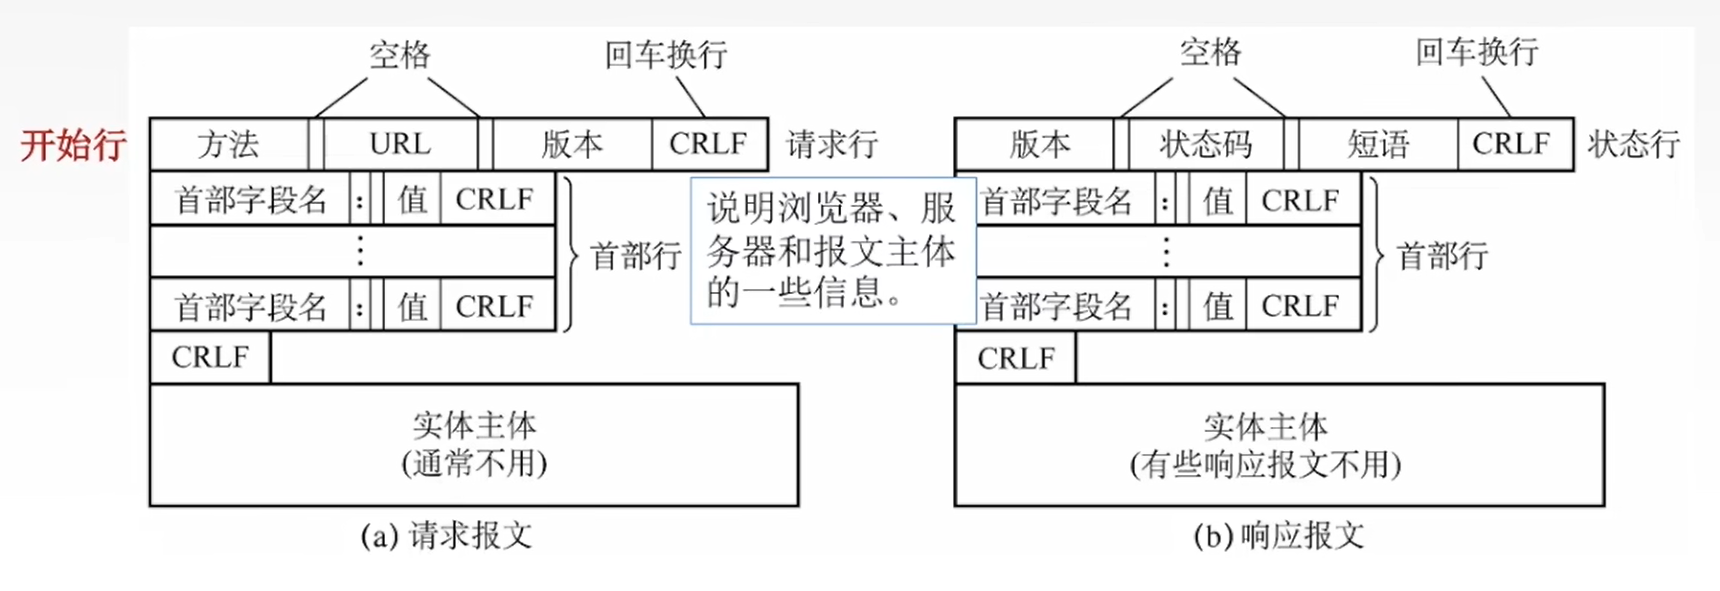 空格 回车换行
开始行 方法 URL 版本 CRLF 请求行
首部字段名 : 值 CRLF
⋮
首部字段名 : 值 CRLF
首部行
CRLF
实体主体
(通常不用)
(a) 请求报文
说明浏览器、服
务器和报文主体
的一些信息。
空格 回车换行
版本 状态码 短语 CRLF 状态行
首部字段名 : 值 CRLF
⋮
首部字段名 : 值 CRLF
首部行
CRLF
实体主体
(有些响应报文不用)
(b) 响应报文